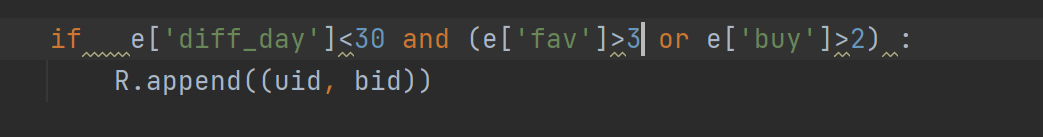 if   e['diff_day']<30 and (e['fav']>3 or e['buy']>2) :
    R.append((uid, bid))